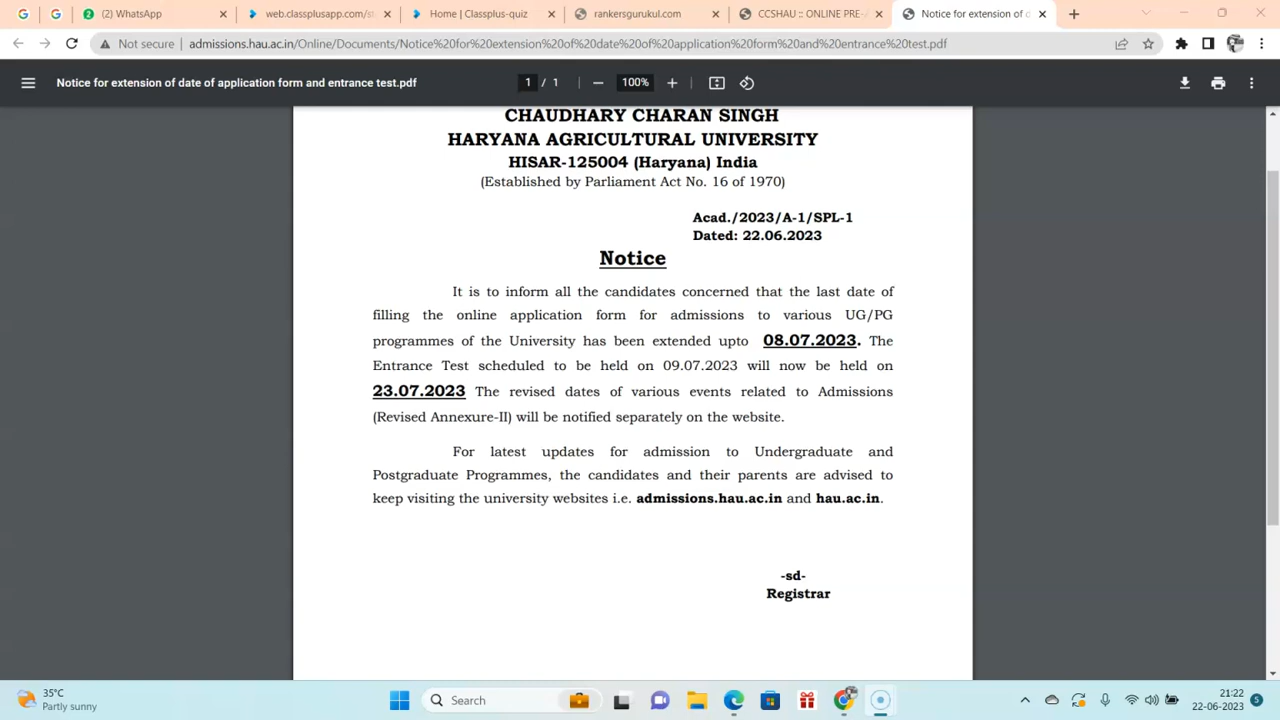 (2) WhatsApp
web.classplusapp.com/st
Home | Classplus-quiz
rankersgurukul.com
CCSHAU :: ONLINE PRE-A
Notice for extension of d
Not secure
admissions.hau.ac.in/Online/Documents/Notice%20for%20extension%20of%20date%20of%20application%20form%20and%20entrance%20test.pdf
Notice for extension of date of application form and entrance test.pdf
1 / 1
100%
CHAUDHARY CHARAN SINGH
HARYANA AGRICULTURAL UNIVERSITY
HISAR-125004 (Haryana) India
(Established by Parliament Act No. 16 of 1970)
Acad./2023/A-1/SPL-1
Dated: 22.06.2023
Notice
It is to inform all the candidates concerned that the last date of
filling the online application form for admissions to various UG/PG
programmes of the University has been extended upto 08.07.2023. The
Entrance Test scheduled to be held on 09.07.2023 will now be held on
23.07.2023 The revised dates of various events related to Admissions
(Revised Annexure-II) will be notified separately on the website.
For latest updates for admission to Undergraduate and
Postgraduate Programmes, the candidates and their parents are advised to
keep visiting the university websites i.e. admissions.hau.ac.in and hau.ac.in.
-sd-
Registrar
35°C
Partly sunny
Search
21:22
22-06-2023
5